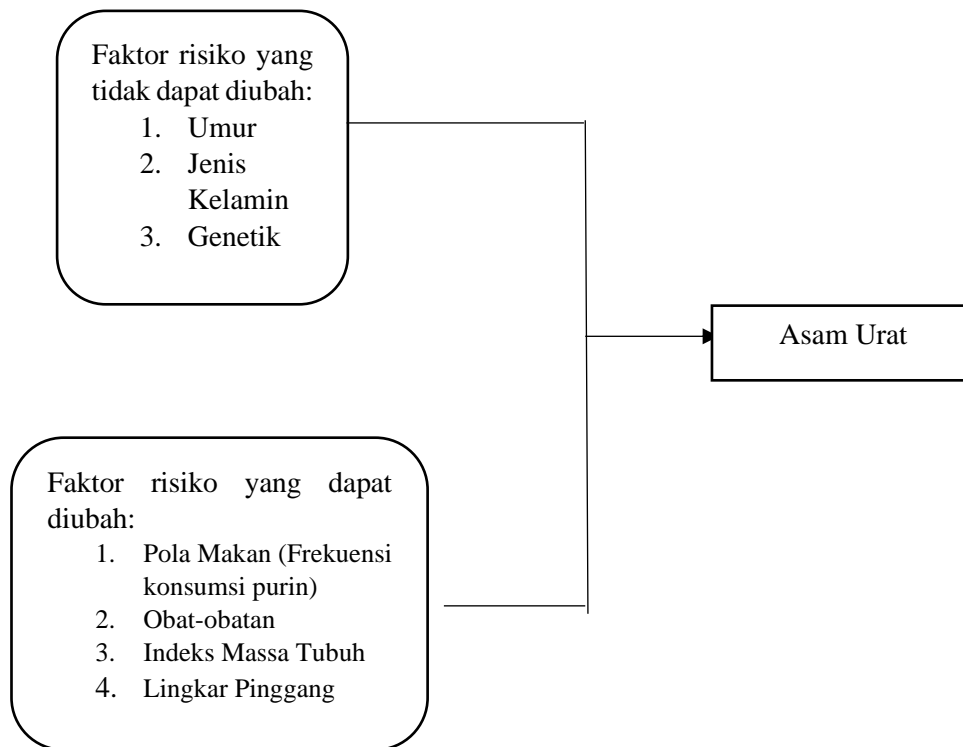 Faktor risiko yang
tidak dapat diubah:
1. Umur
2. Jenis
Kelamin
3. Genetik
Asam Urat
Faktor risiko yang dapat
diubah:
1. Pola Makan (Frekuensi
konsumsi purin)
2. Obat-obatan
3. Indeks Massa Tubuh
4. Lingkar Pinggang